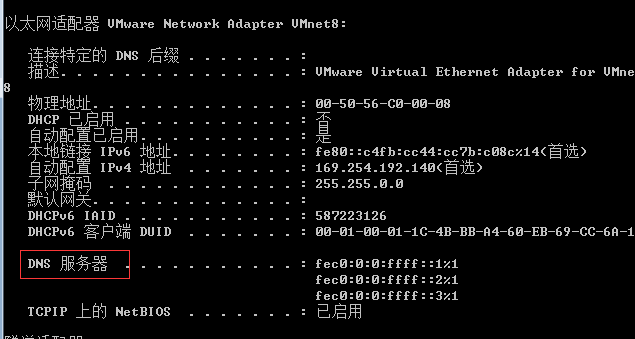 以太网适配器 VMware Network Adapter VMnet8:
连接特定的 DNS 后缀 . . . . . . . :
描述. . . . . . . . . . . . . . . : VMware Virtual Ethernet Adapter for VMne
8
物理地址. . . . . . . . . . . . . : 00-50-56-C0-00-08
DHCP 已启用 . . . . . . . . . . . : 否
自动配置已启用. . . . . . . . . . : 是
本地链接 IPv6 地址. . . . . . . . : fe80::c4fb:cc44:cc7b:c08c%14(首选)
自动配置 IPv4 地址 . . . . . . . : 169.254.192.140(首选)
子网掩码 . . . . . . . . . . . . : 255.255.0.0
默认网关. . . . . . . . . . . . . :
DHCPv6 IAID . . . . . . . . . . . : 587223126
DHCPv6 客户端 DUID . . . . . . . : 00-01-00-01-1C-4B-BB-A4-60-EB-69-CC-6A-1
DNS 服务器 . . . . . . . . . . . : fec0:0:0:ffff::1%1
fec0:0:0:ffff::2%1
fec0:0:0:ffff::3%1
TCPIP 上的 NetBIOS . . . . . . . : 已启用